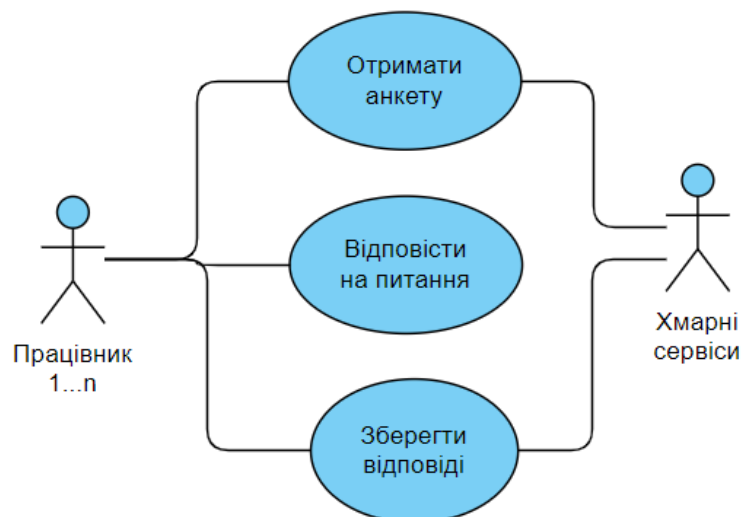 Отримати
анкету
Відповісти
на питання
Працівник
1...n
Хмарні
сервіси
Зберегти
відповіді